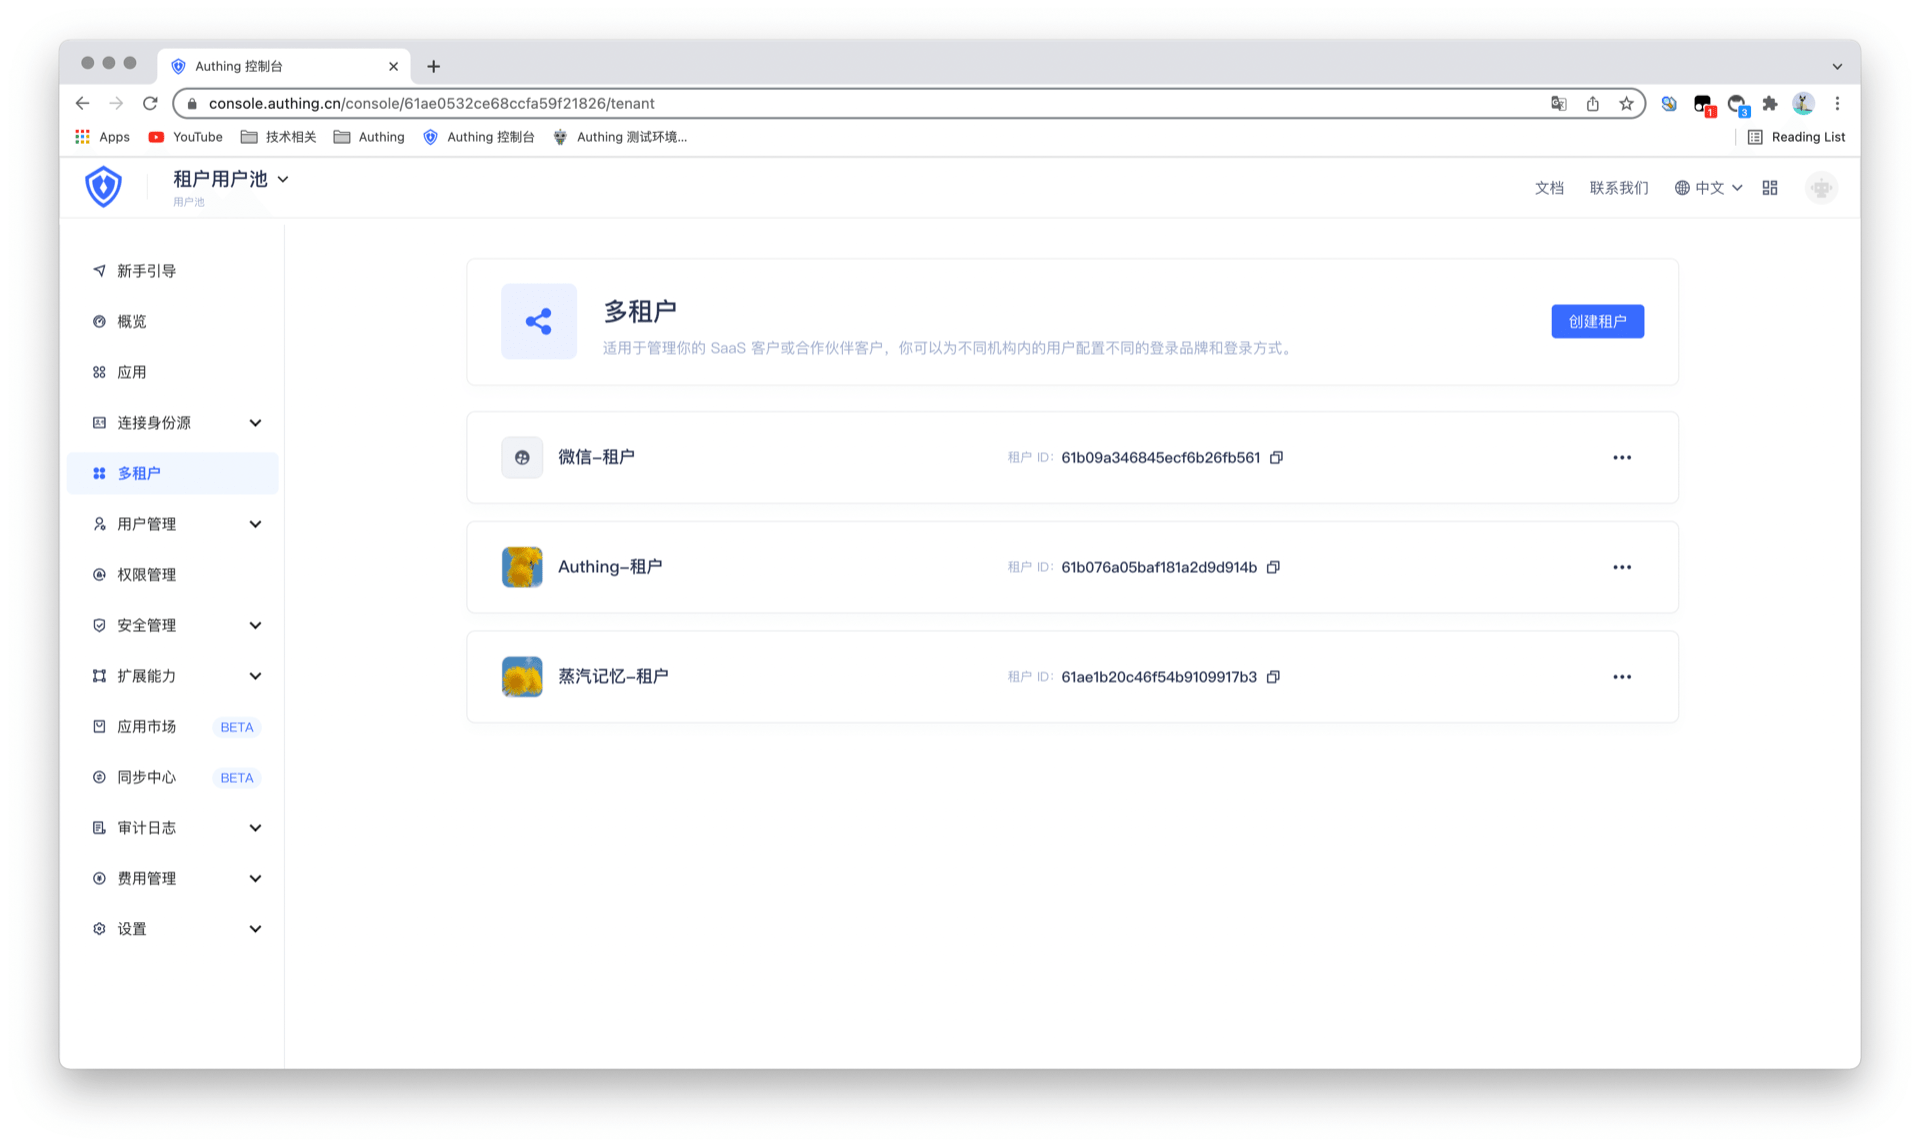 Authing 控制台
console.authing.cn/console/61ae0532ce68ccfa59f21826/tenant
1
3
Apps
YouTube
技术相关
Authing
Authing 控制台
Authing 测试环境...
Reading List
租户用户池
用户池
文档
联系我们
中文
新手引导
概览
应用
连接身份源
多租户
用户管理
权限管理
安全管理
扩展能力
应用市场 BETA
同步中心 BETA
审计日志
费用管理
设置
多租户
适用于管理你的 SaaS 客户或合作伙伴客户，你可以为不同机构内的用户配置不同的登录品牌和登录方式。
创建租户
微信-租户
租户 ID: 61b09a346845ecf6b26fb561
Authing-租户
租户 ID: 61b076a05baf181a2d9d914b
蒸汽记忆-租户
租户 ID: 61ae1b20c46f54b9109917b3